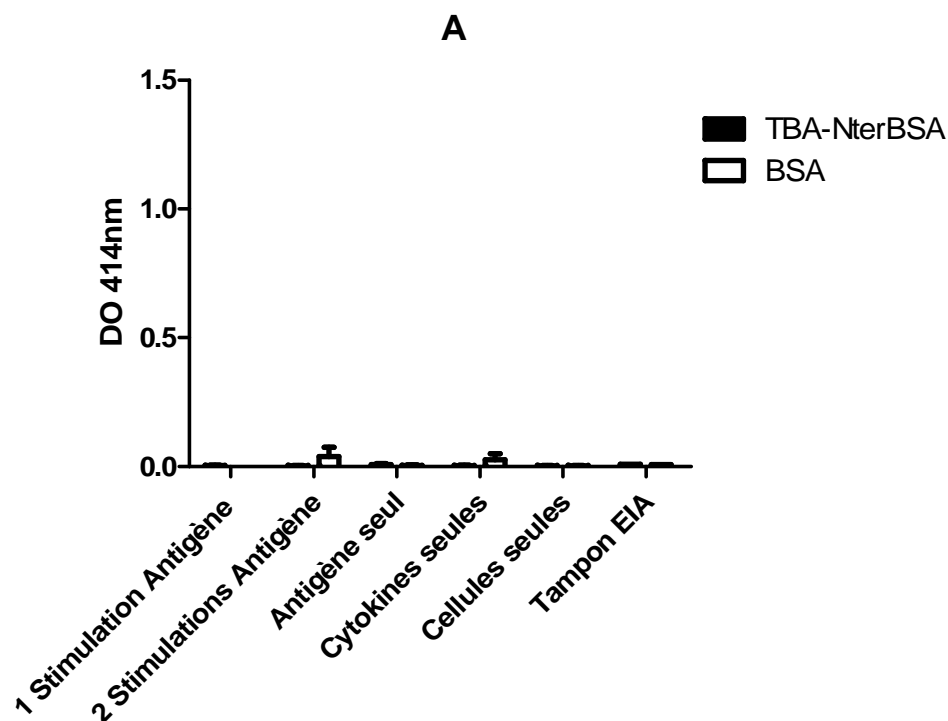 A
1.5
1.0
0.5
0.0
DO 414nm
TBA-NterBSA
BSA
1 Stimulation Antigène
2 Stimulations Antigène
Antigène seul
Cytokines seules
Cellules seules
Tampon EIA